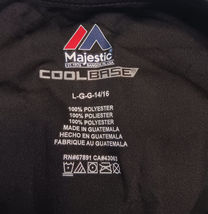 Majestic
COOLBASE
L-G-G-14/16
100% POLYESTER
100% POLYESTER
100% POLIESTER
MADE IN GUATEMALA
HECHO EN GUATEMALA
FABRIQUE AU GUATEMALA
RN#67891 CA#43063